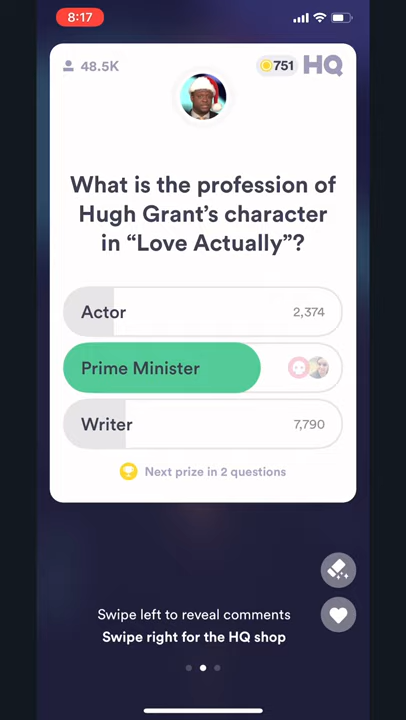 8:17
48.5K
751 HQ
What is the profession of
Hugh Grant's character
in “Love Actually”?
Actor 2,374
Prime Minister
Writer 7,790
Next prize in 2 questions
Swipe left to reveal comments
Swipe right for the HQ shop